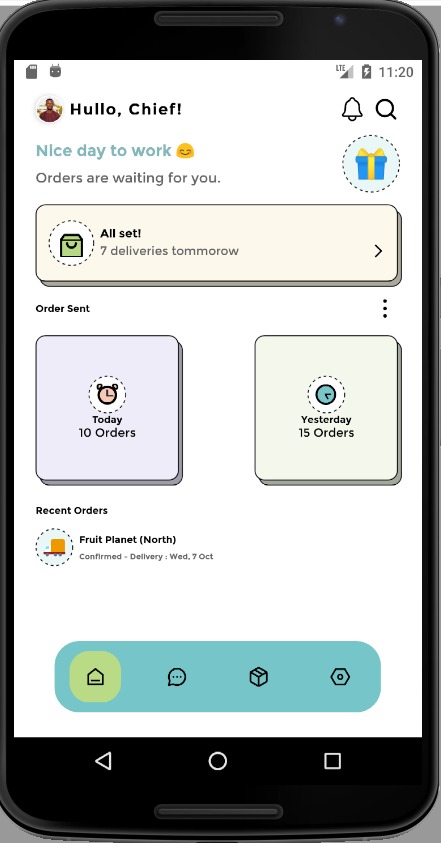 LTE 11:20
Hullo, Chief!
Nice day to work 😊
Orders are waiting for you.
All set!
7 deliveries tommorow
Order Sent
Today
10 Orders
Yesterday
15 Orders
Recent Orders
Fruit Planet (North)
Confirmed - Delivery : Wed, 7 Oct